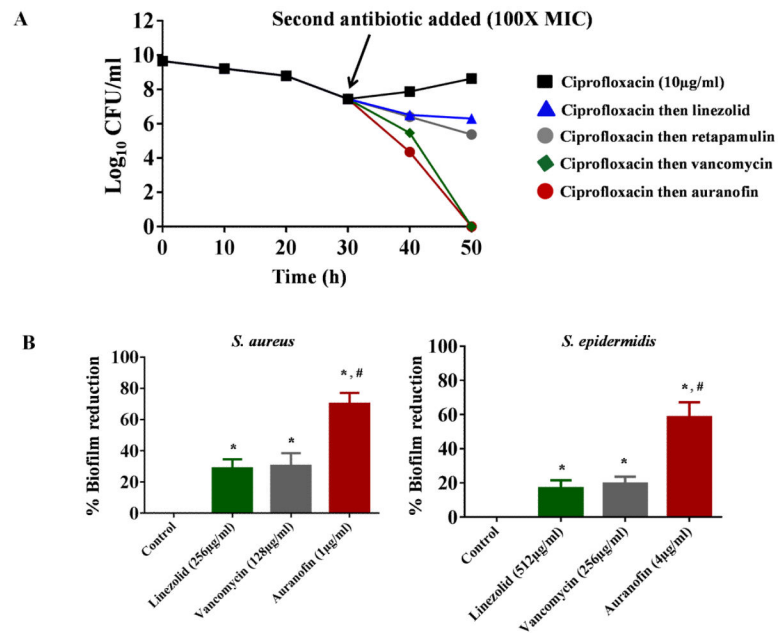 A
Second antibiotic added (100X MIC)
Log10 CFU/ml
12
10
8
6
4
2
0
0 10 20 30 40 50
Time (h)
Ciprofloxacin (10µg/ml)
Ciprofloxacin then linezolid
Ciprofloxacin then retapamulin
Ciprofloxacin then vancomycin
Ciprofloxacin then auranofin
B
S. aureus
% Biofilm reduction
100
80
60
40
20
0
*
*
*, #
Control
Linezolid (256µg/ml)
Vancomycin (128µg/ml)
Auranofin (1µg/ml)
S. epidermidis
% Biofilm reduction
100
80
60
40
20
0
*
*
*, #
Control
Linezolid (512µg/ml)
Vancomycin (256µg/ml)
Auranofin (4µg/ml)